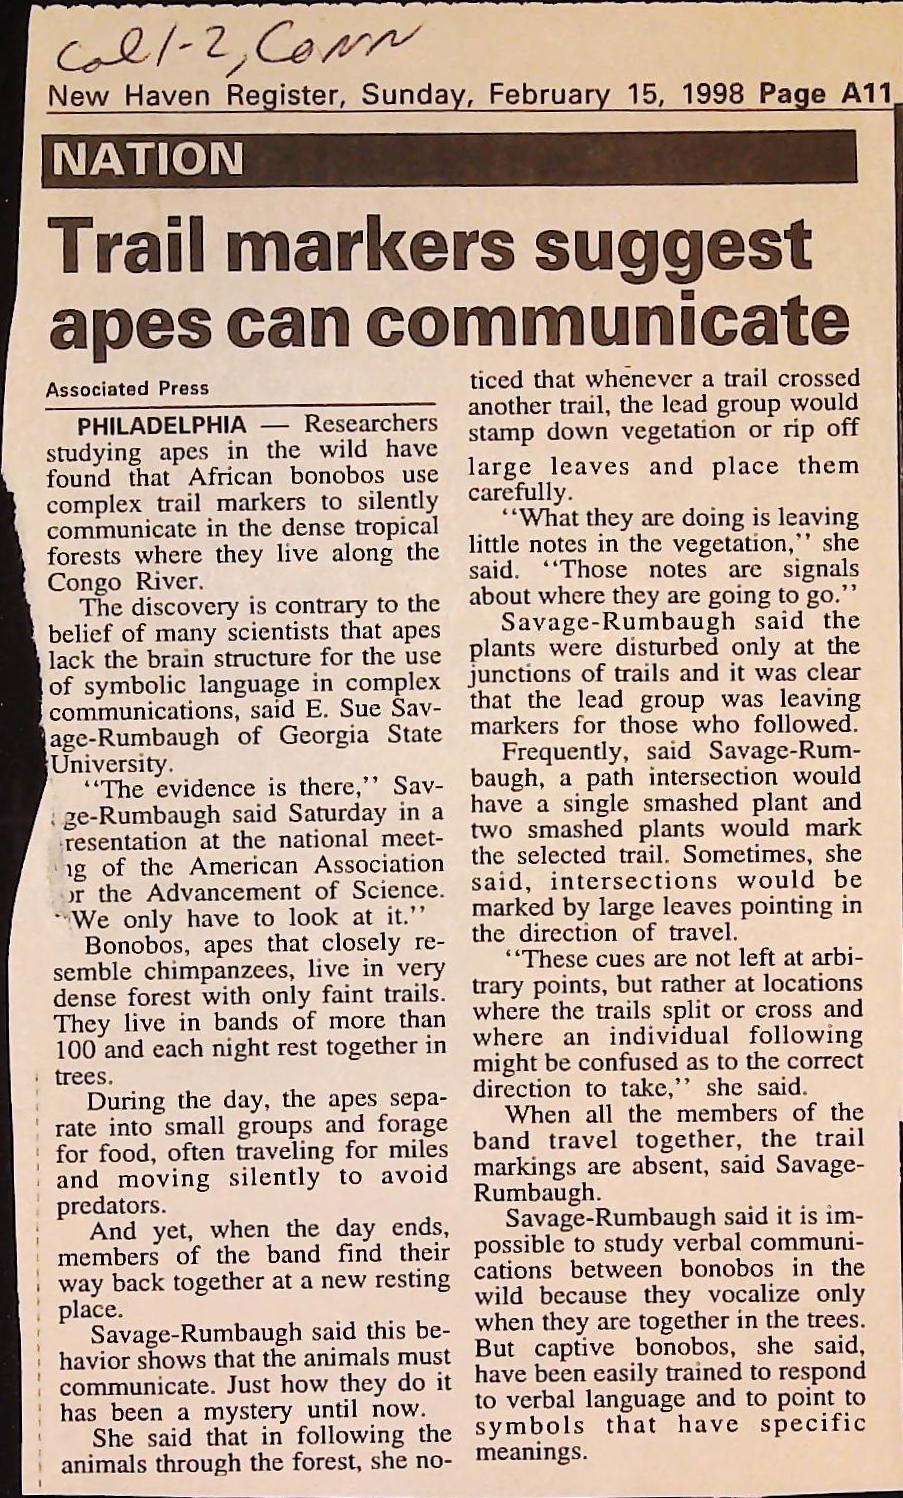 Col 1-2, Conn
New Haven Register, Sunday, February 15, 1998 Page A11
NATION
Trail markers suggest
apes can communicate
Associated Press
PHILADELPHIA — Researchers
studying apes in the wild have
found that African bonobos use
complex trail markers to silently
communicate in the dense tropical
forests where they live along the
Congo River.
The discovery is contrary to the
belief of many scientists that apes
lack the brain structure for the use
of symbolic language in complex
communications, said E. Sue Sav-
age-Rumbaugh of Georgia State
University.
‘‘The evidence is there,’’ Sav-
ge-Rumbaugh said Saturday in a
resentation at the national meet-
ng of the American Association
or the Advancement of Science.
‘‘We only have to look at it.’’
Bonobos, apes that closely re-
semble chimpanzees, live in very
dense forest with only faint trails.
They live in bands of more than
100 and each night rest together in
trees.
During the day, the apes sepa-
rate into small groups and forage
for food, often traveling for miles
and moving silently to avoid
predators.
And yet, when the day ends,
members of the band find their
way back together at a new resting
place.
Savage-Rumbaugh said this be-
havior shows that the animals must
communicate. Just how they do it
has been a mystery until now.
She said that in following the
animals through the forest, she no-
ticed that whenever a trail crossed
another trail, the lead group would
stamp down vegetation or rip off
large leaves and place them
carefully.
‘‘What they are doing is leaving
little notes in the vegetation,’’ she
said. ‘‘Those notes are signals
about where they are going to go.’’
Savage-Rumbaugh said the
plants were disturbed only at the
junctions of trails and it was clear
that the lead group was leaving
markers for those who followed.
Frequently, said Savage-Rum-
baugh, a path intersection would
have a single smashed plant and
two smashed plants would mark
the selected trail. Sometimes, she
said, intersections would be
marked by large leaves pointing in
the direction of travel.
‘‘These cues are not left at arbi-
trary points, but rather at locations
where the trails split or cross and
where an individual following
might be confused as to the correct
direction to take,’’ she said.
When all the members of the
band travel together, the trail
markings are absent, said Savage-
Rumbaugh.
Savage-Rumbaugh said it is im-
possible to study verbal communi-
cations between bonobos in the
wild because they vocalize only
when they are together in the trees.
But captive bonobos, she said,
have been easily trained to respond
to verbal language and to point to
symbols that have specific
meanings.